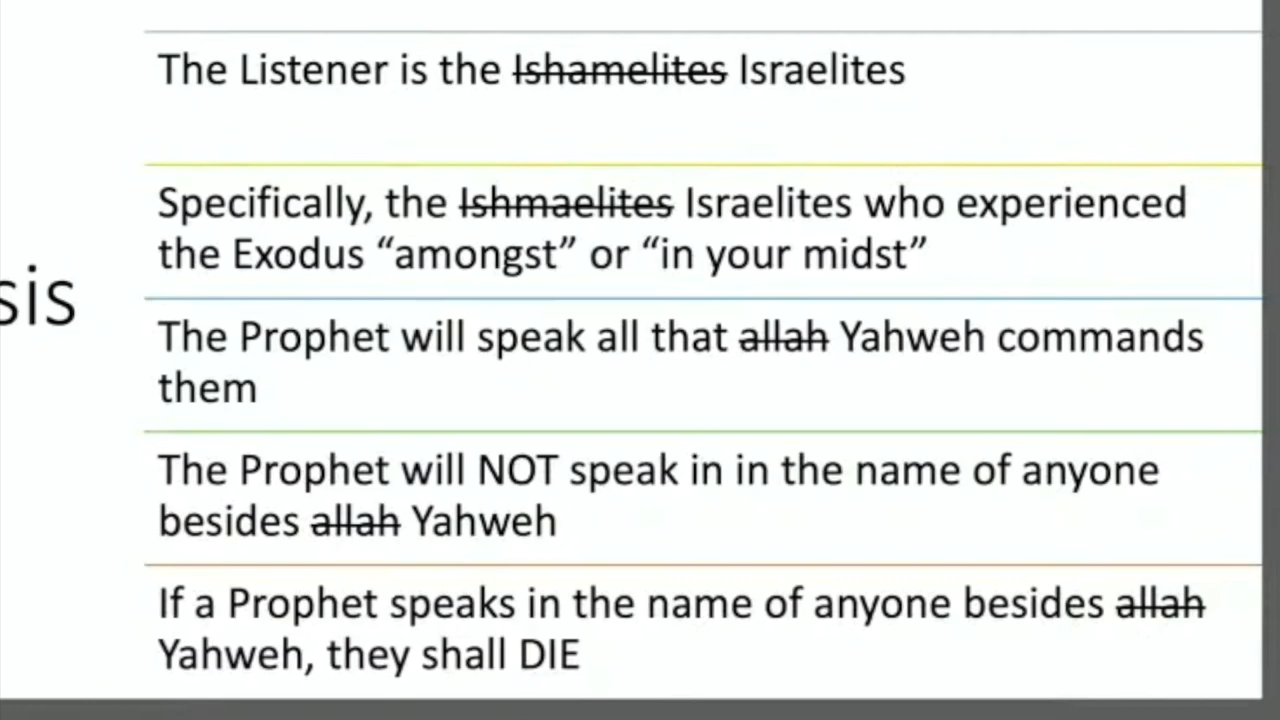 The Listener is the Ishamelites Israelites
Specifically, the Ishmaelites Israelites who experienced
the Exodus “amongst” or “in your midst”
sis
The Prophet will speak all that allah Yahweh commands
them
The Prophet will NOT speak in in the name of anyone
besides allah Yahweh
If a Prophet speaks in the name of anyone besides allah
Yahweh, they shall DIE